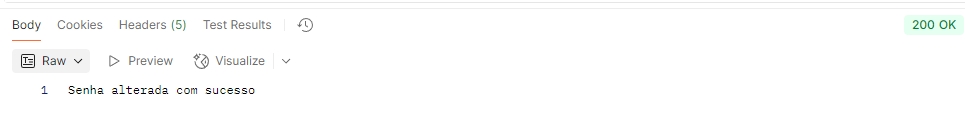 Body Cookies Headers (5) Test Results 200 OK
Raw Preview Visualize
1 Senha alterada com sucesso